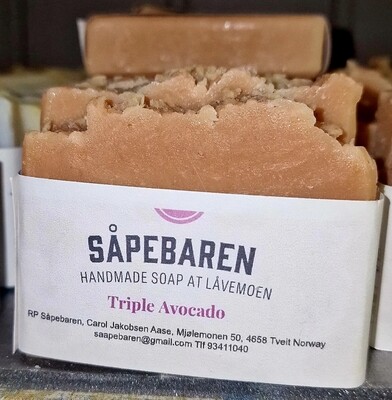 SÅPEBAREN
HANDMADE SOAP AT LÅVEMOEN
Triple Avocado
RP Såpebaren, Carol Jakobsen Aase, Mjølemonen 50, 4658 Tveit Norway
saapebaren@gmail.com Tlf 93411040